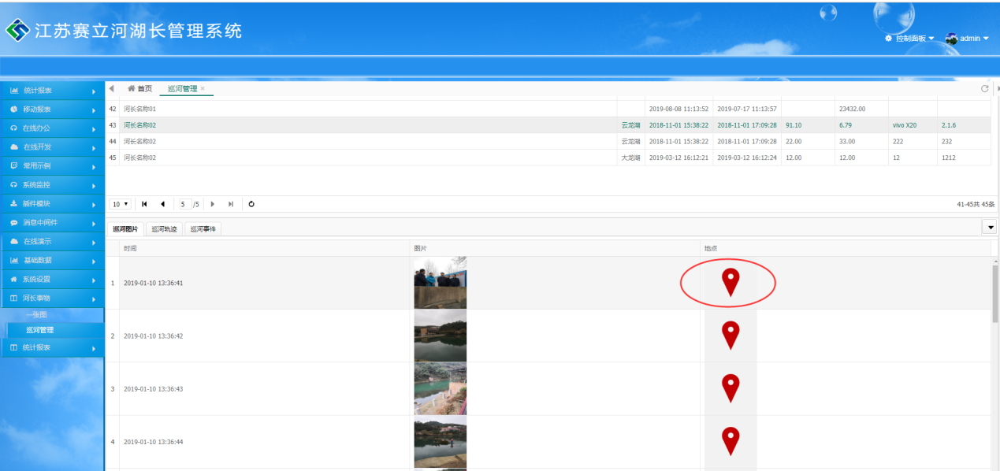 江苏赛立河湖长管理系统
控制面板 admin
统计报表
移动报表
在线办公
在线开发
常用示例
系统监控
插件模块
消息中间件
在线演示
基础数据
系统设置
河长事物
一张图
巡河管理
统计报表
首页 巡河管理 ×
42 河长名称01 2019-08-08 11:13:52 2019-07-17 11:13:57 23432.00
43 河长名称02 云龙湖 2018-11-01 15:38:22 2018-11-01 17:09:28 91.10 6.79 vivo X20 2.1.6
44 河长名称02 云龙湖 2018-11-01 15:38:22 2018-11-01 17:09:28 22.00 33.00 222 232
45 河长名称02 大龙湖 2019-03-12 16:12:21 2019-03-12 16:12:24 12.00 12.00 12 1212
10 5 /5 41-45共 45条
巡河图片 巡河轨迹 巡河事件
时间 图片 地点
1 2019-01-10 13:36:41
2 2019-01-10 13:36:42
3 2019-01-10 13:36:43
4 2019-01-10 13:36:44